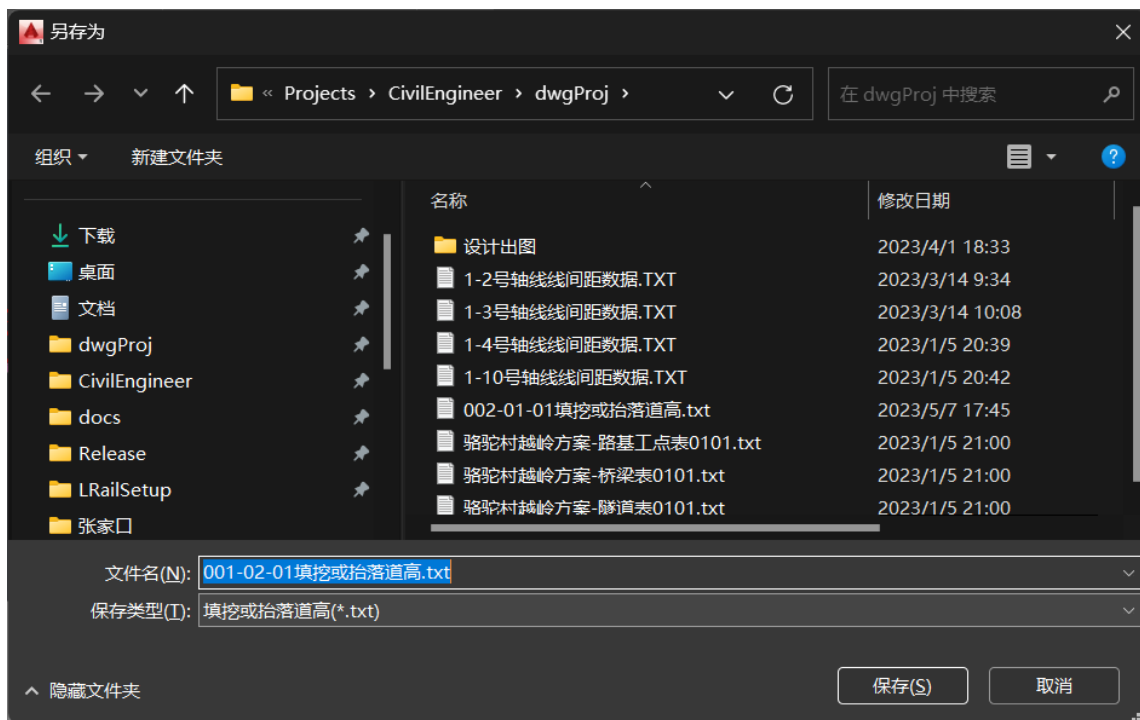 另存为
« Projects › CivilEngineer › dwgProj ›
在 dwgProj 中搜索
组织
新建文件夹
名称
修改日期
下载
桌面
文档
dwgProj
CivilEngineer
docs
Release
LRailSetup
张家口
设计出图 2023/4/1 18:33
1-2号轴线线间距数据.TXT 2023/3/14 9:34
1-3号轴线线间距数据.TXT 2023/3/14 10:08
1-4号轴线线间距数据.TXT 2023/1/5 20:39
1-10号轴线线间距数据.TXT 2023/1/5 20:42
002-01-01填挖或抬落道高.txt 2023/5/7 17:45
骆驼村越岭方案-路基工点表0101.txt 2023/1/5 21:00
骆驼村越岭方案-桥梁表0101.txt 2023/1/5 21:00
骆驼村越岭方案-隧道表0101.txt 2023/1/5 21:00
文件名(N): 001-02-01填挖或抬落道高.txt
保存类型(T): 填挖或抬落道高(*.txt)
隐藏文件夹
保存(S)
取消